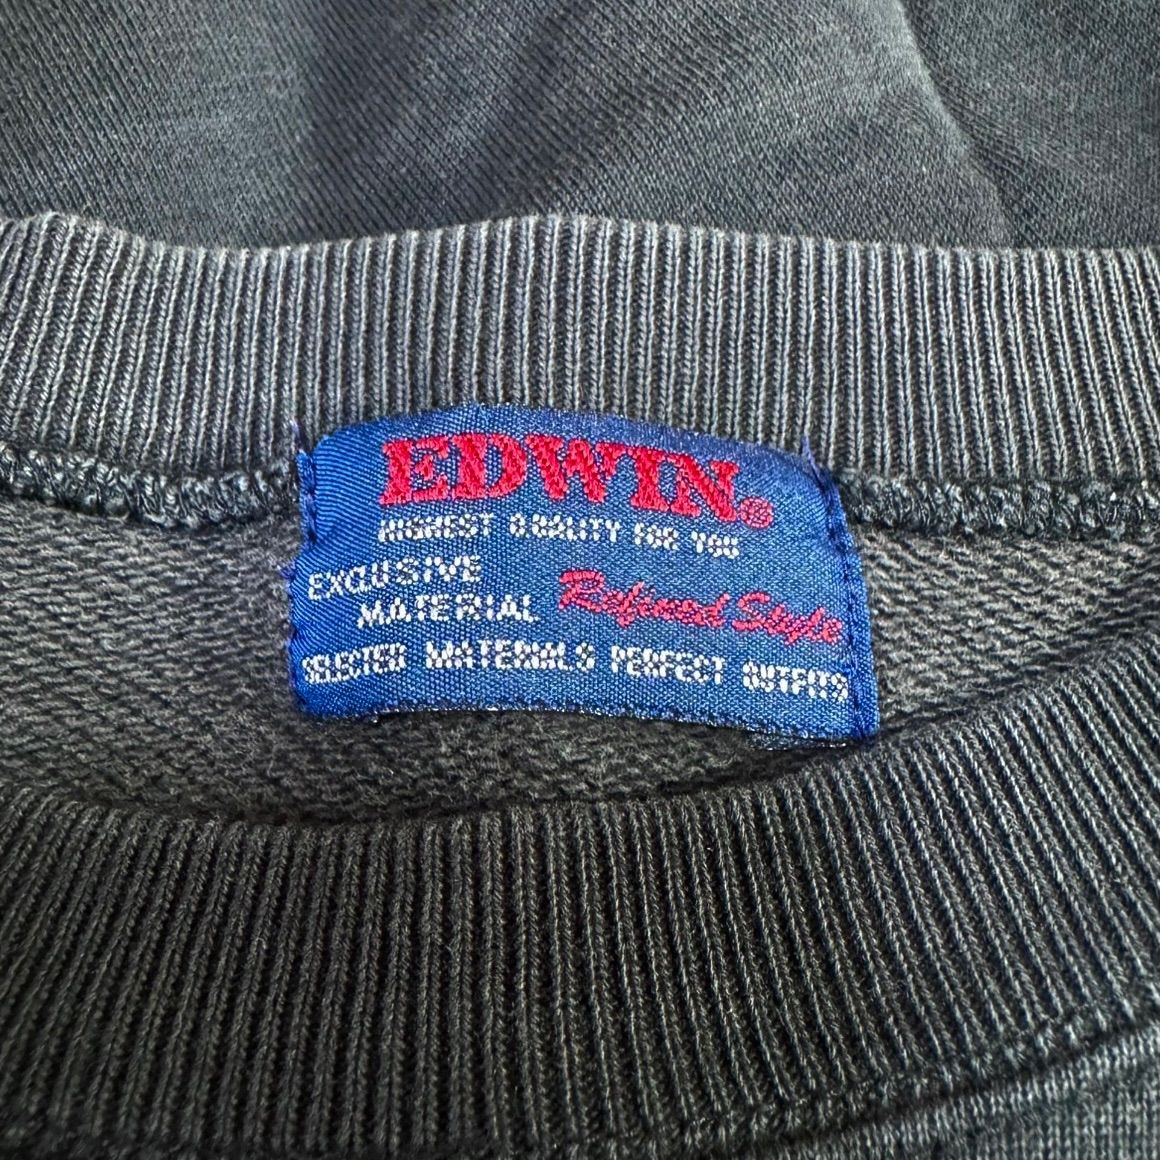 EDWIN®
HIGHEST QUALITY FOR YOU
EXCLUSIVE
MATERIAL
Refined Style
SELECTED MATERIALS PERFECT OUTFITS